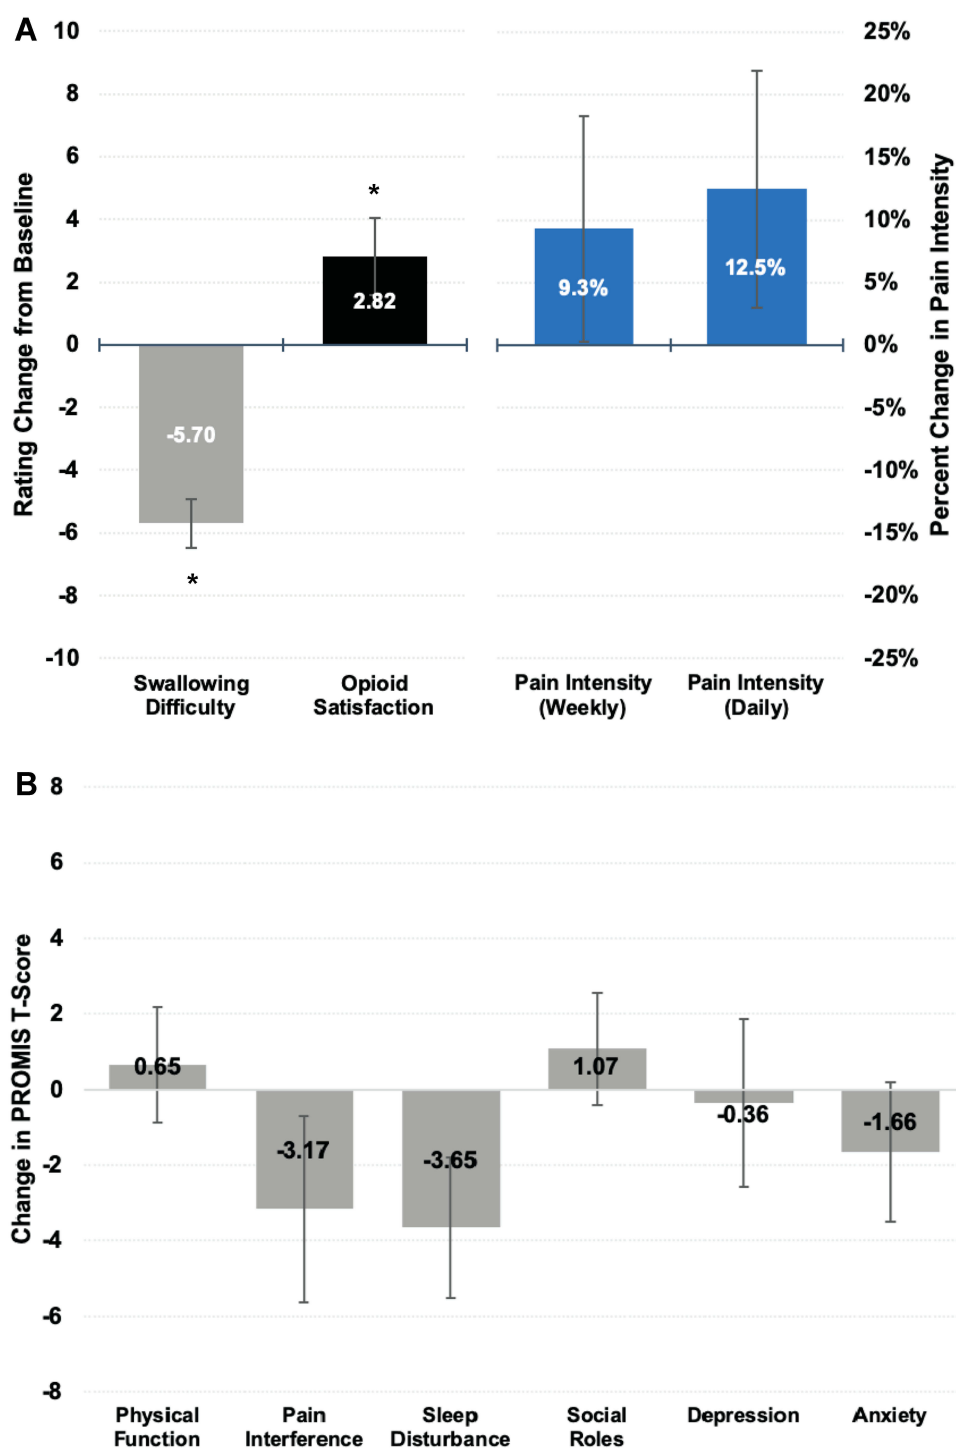 A
10
8
6
4
2
0
-2
-4
-6
-8
-10
Rating Change from Baseline
25%
20%
15%
10%
5%
0%
-5%
-10%
-15%
-20%
-25%
Percent Change in Pain Intensity
*
2.82
9.3%
12.5%
-5.70
*
Swallowing
Difficulty
Opioid
Satisfaction
Pain Intensity
(Weekly)
Pain Intensity
(Daily)
B
8
6
4
2
0
-2
-4
-6
-8
Change in PROMIS T-Score
0.65
-3.17
-3.65
1.07
-0.36
-1.66
Physical
Function
Pain
Interference
Sleep
Disturbance
Social
Roles
Depression
Anxiety